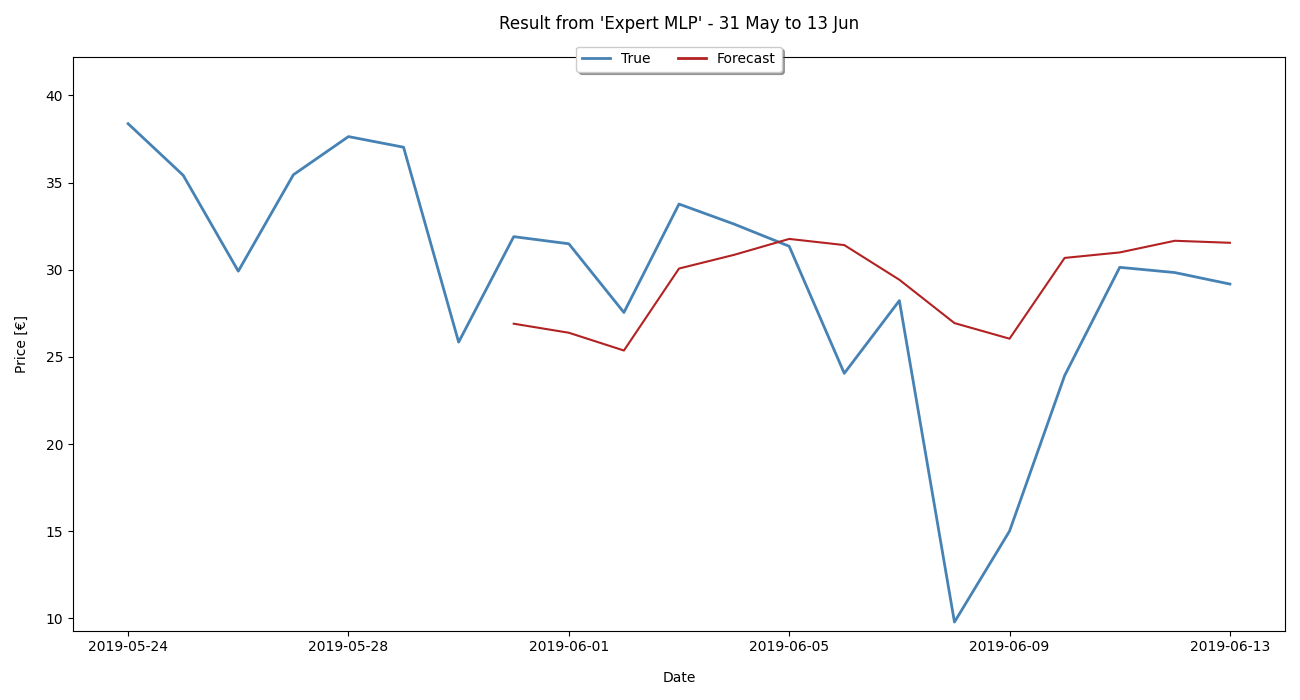 Result from 'Expert MLP' - 31 May to 13 Jun
True Forecast
40
35
30
25
20
15
10
Price [€]
2019-05-24 2019-05-28 2019-06-01 2019-06-05 2019-06-09 2019-06-13
Date